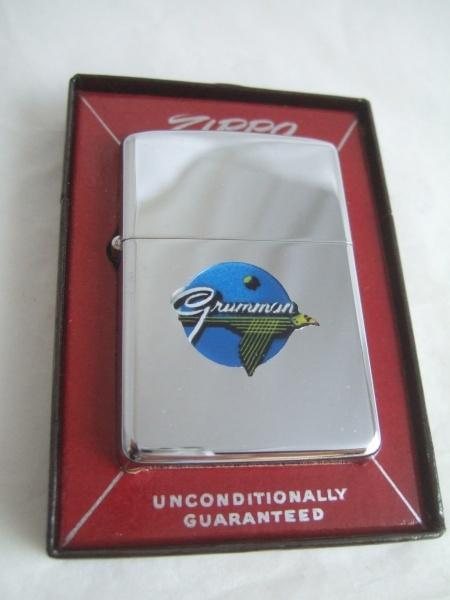 ZIPPO
Grumman
UNCONDITIONALLY
GUARANTEED